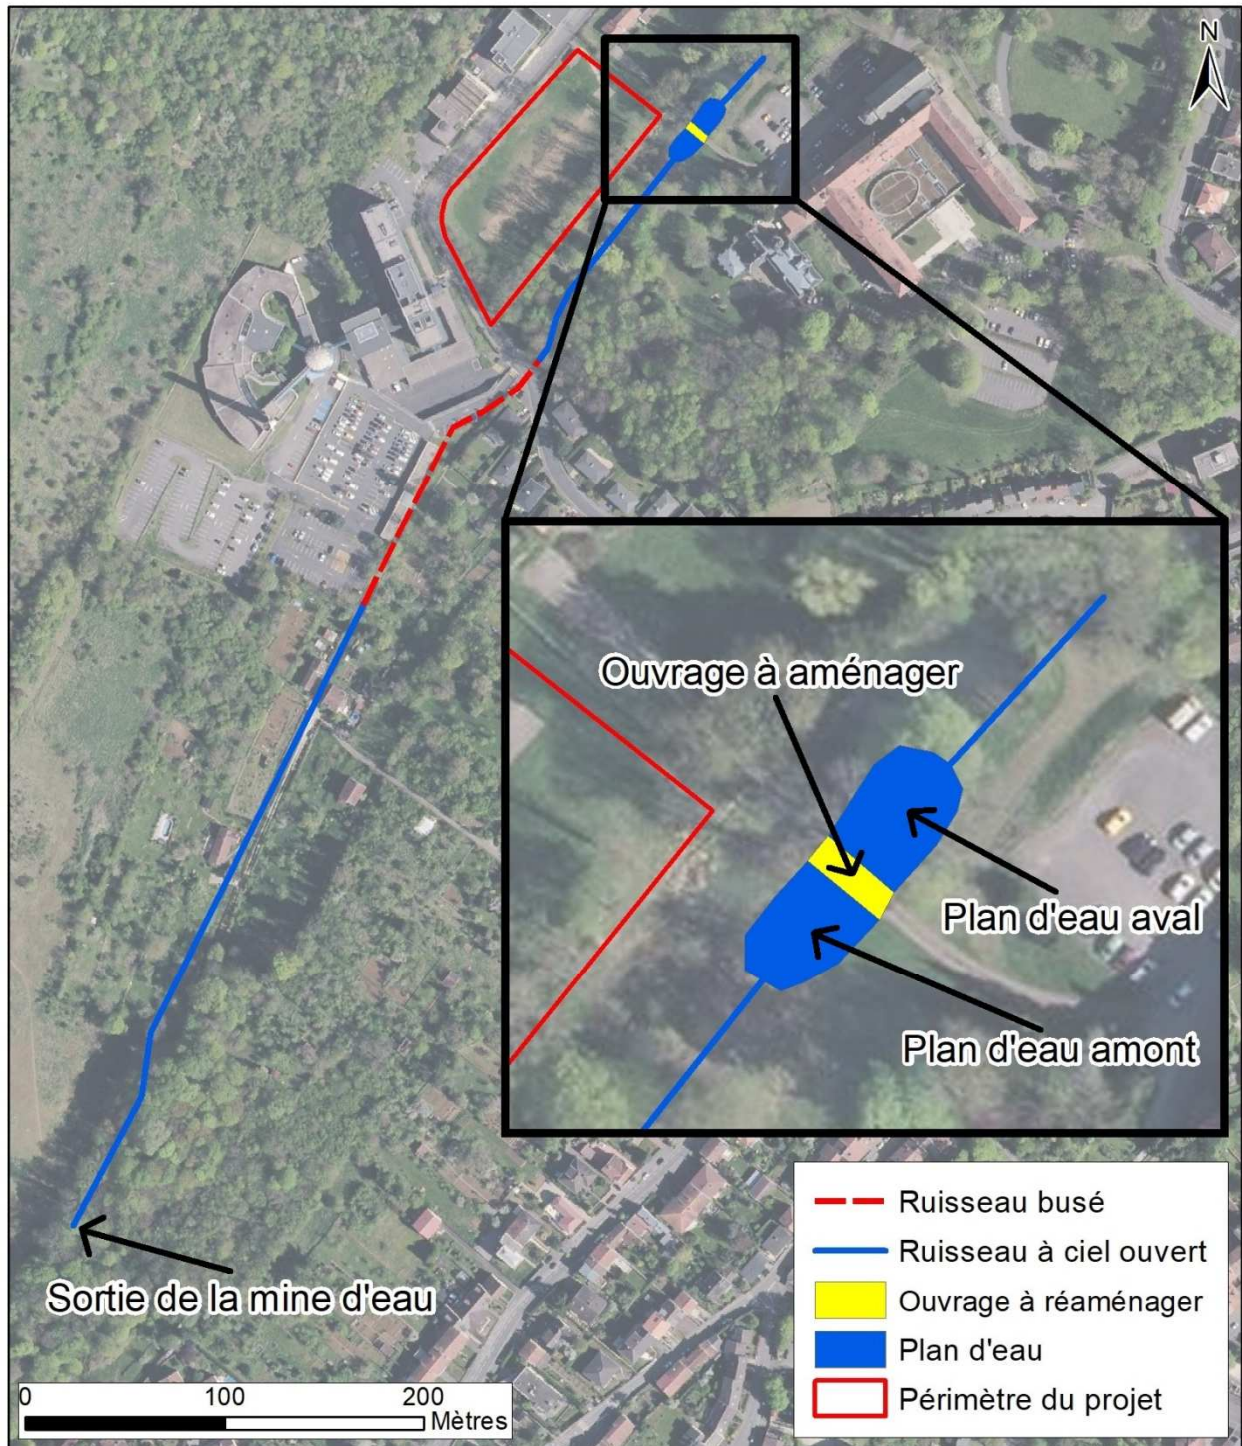 N
Ouvrage à aménager
Plan d'eau aval
Plan d'eau amont
Sortie de la mine d'eau
Ruisseau busé
Ruisseau à ciel ouvert
Ouvrage à réaménager
Plan d'eau
Périmètre du projet
0 100 200
Mètres